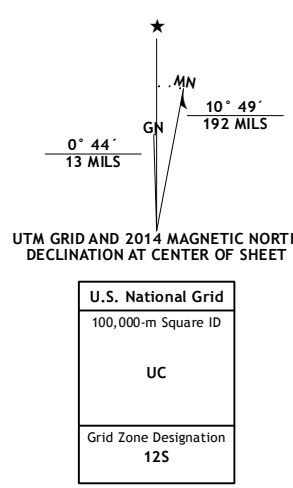 ★
MN
10° 49´
192 MILS
GN
0° 44´
13 MILS
UTM GRID AND 2014 MAGNETIC NORTH
DECLINATION AT CENTER OF SHEET
U.S. National Grid
100,000-m Square ID
UC
Grid Zone Designation
12S